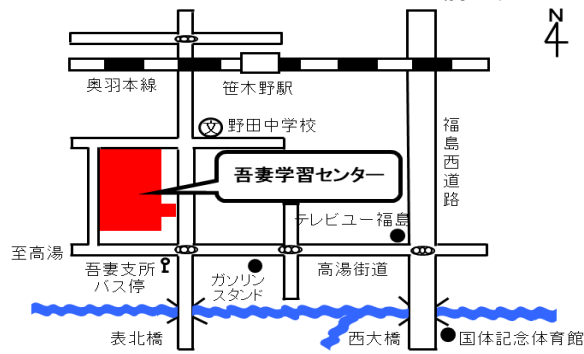 N
4
奥羽本線
笹木野駅
文
野田中学校
福島西道路
吾妻学習センター
テレビュー福島
至高湯
吾妻支所
バス停
ガソリン
スタンド
高湯街道
表北橋
西大橋
国体記念体育館